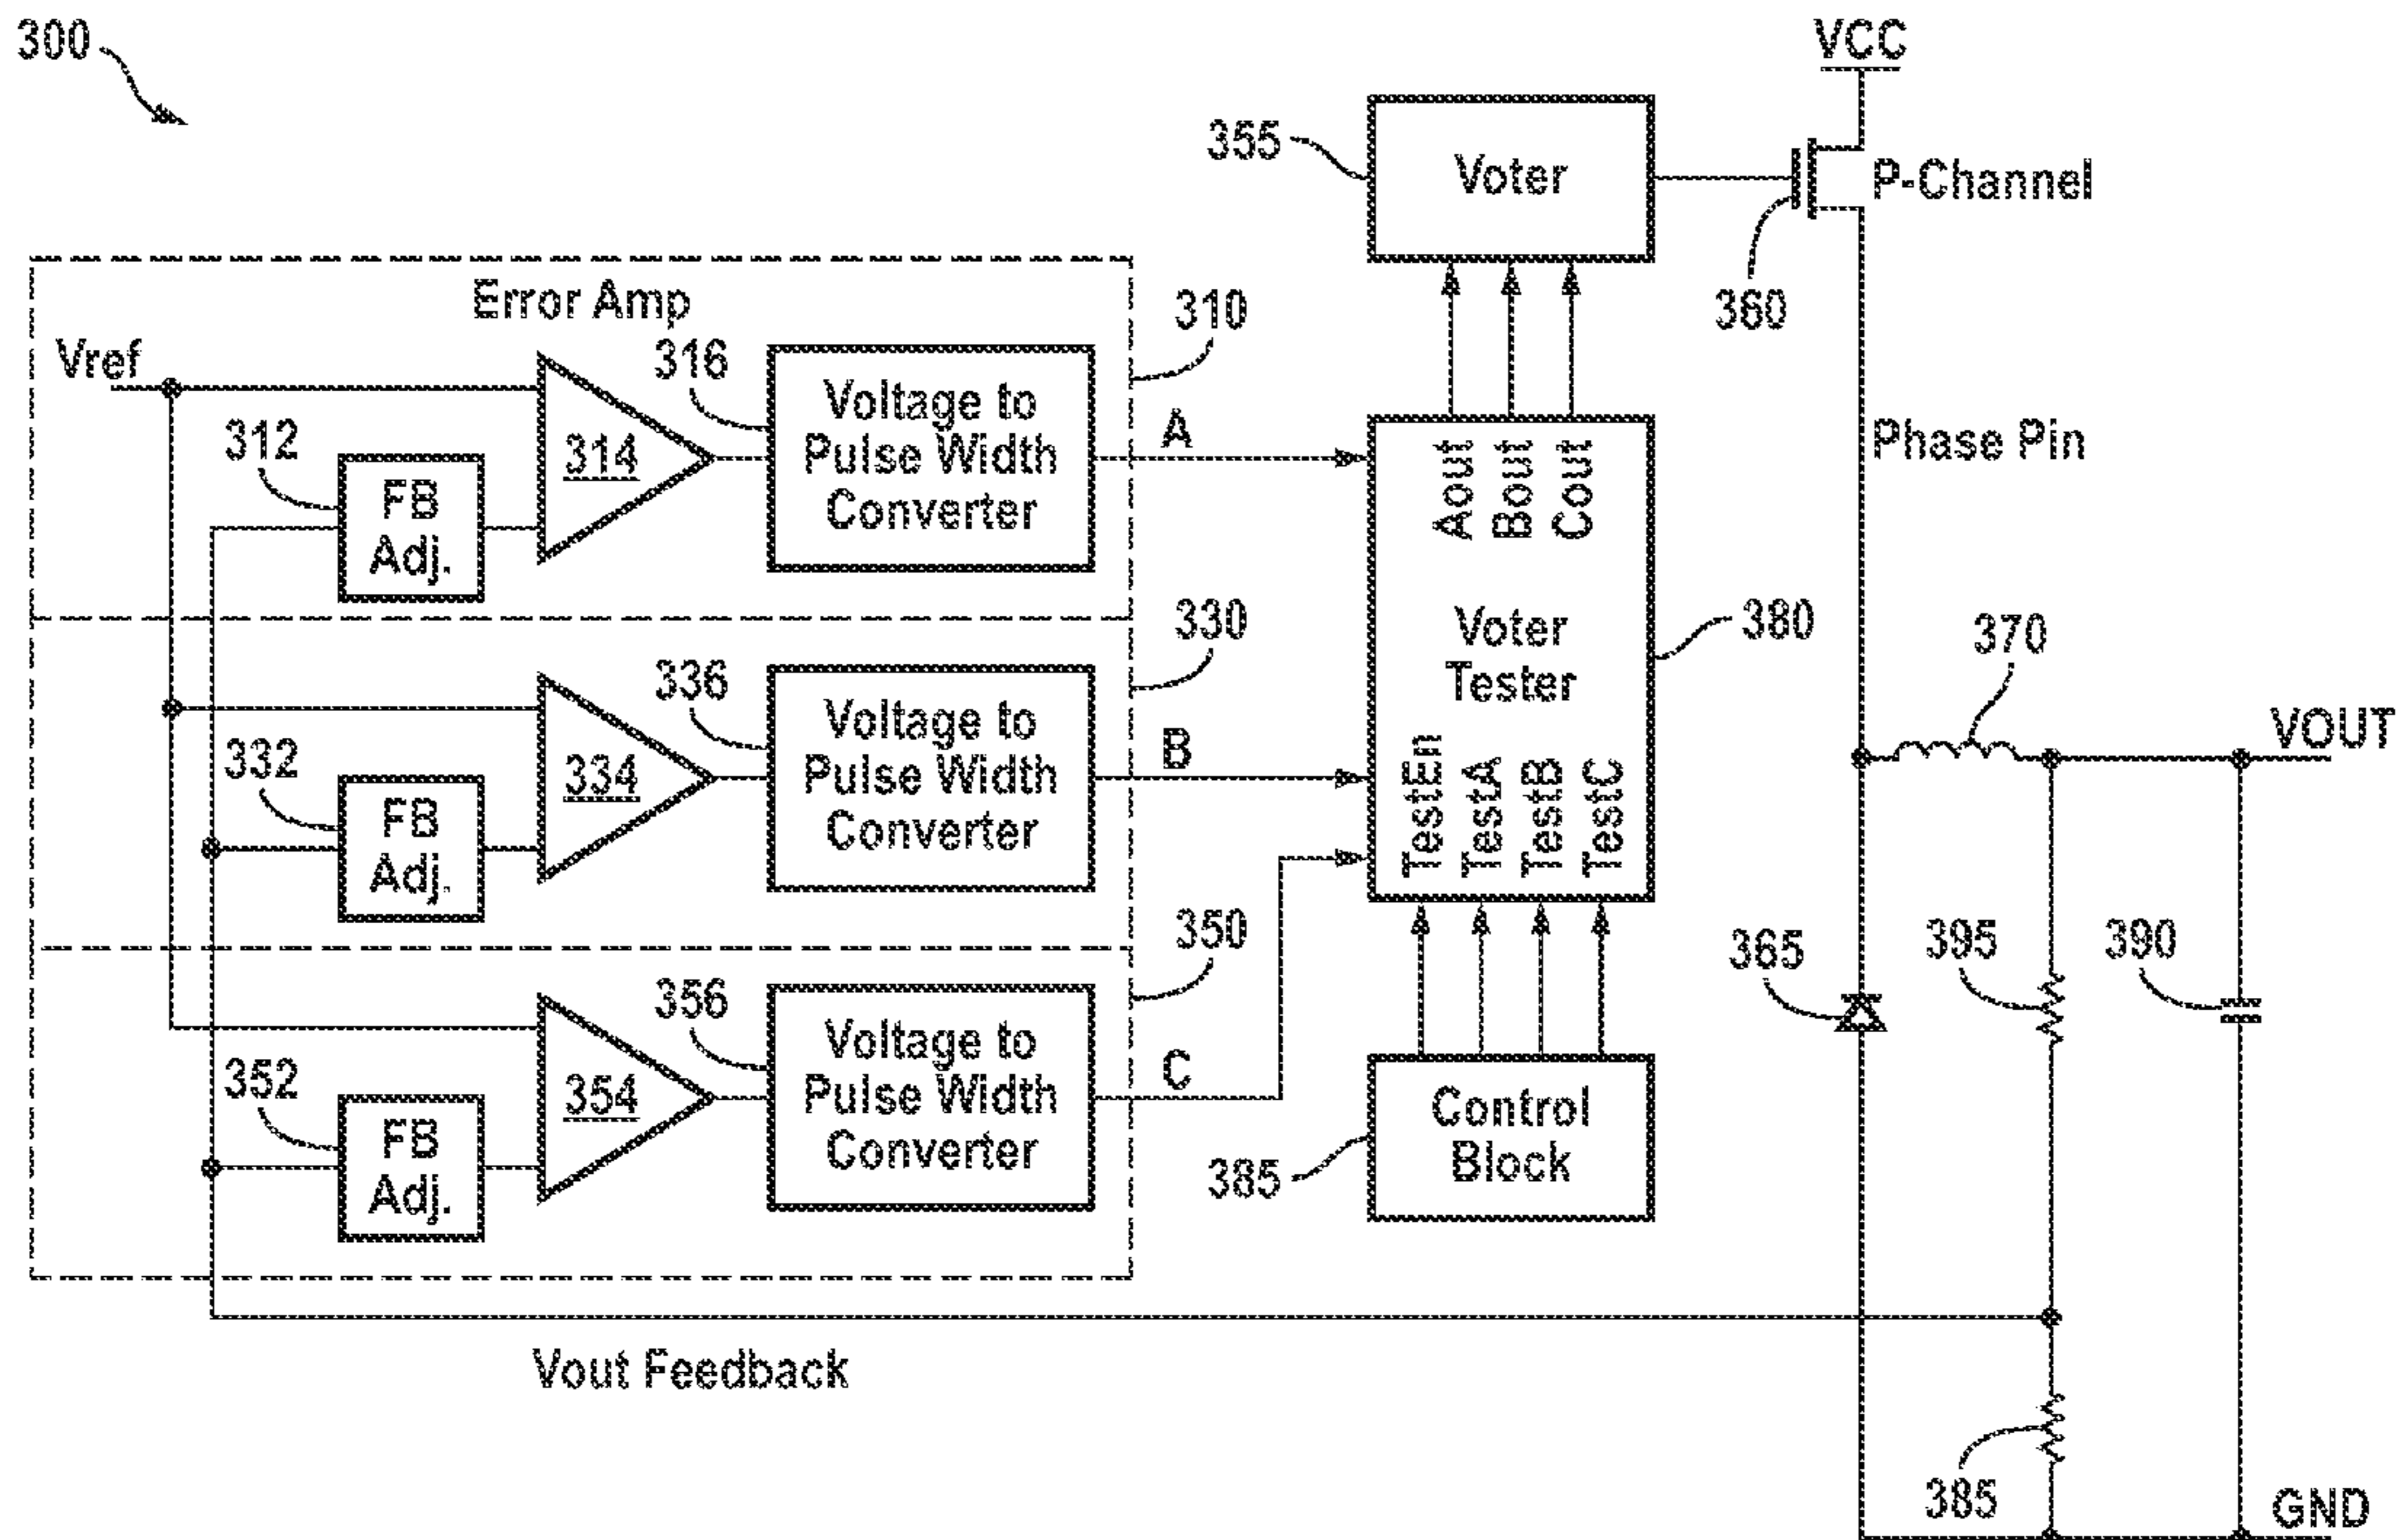 300
VCC
355
Voter
P-Channel
360
Error Amp
310
Vref
316
Voltage to
Pulse Width
Converter
312
314
FB
Adj.
A
Aout
Bout
Cout
Phase Pin
Voter
Tester
380
330
336
Voltage to
Pulse Width
Converter
332
334
FB
Adj.
B
TestEn
TestA
TestB
TestC
370
VOUT
350
356
Voltage to
Pulse Width
Converter
352
354
FB
Adj.
C
Control
Block
385
365
395
390
Vout Feedback
385
GND